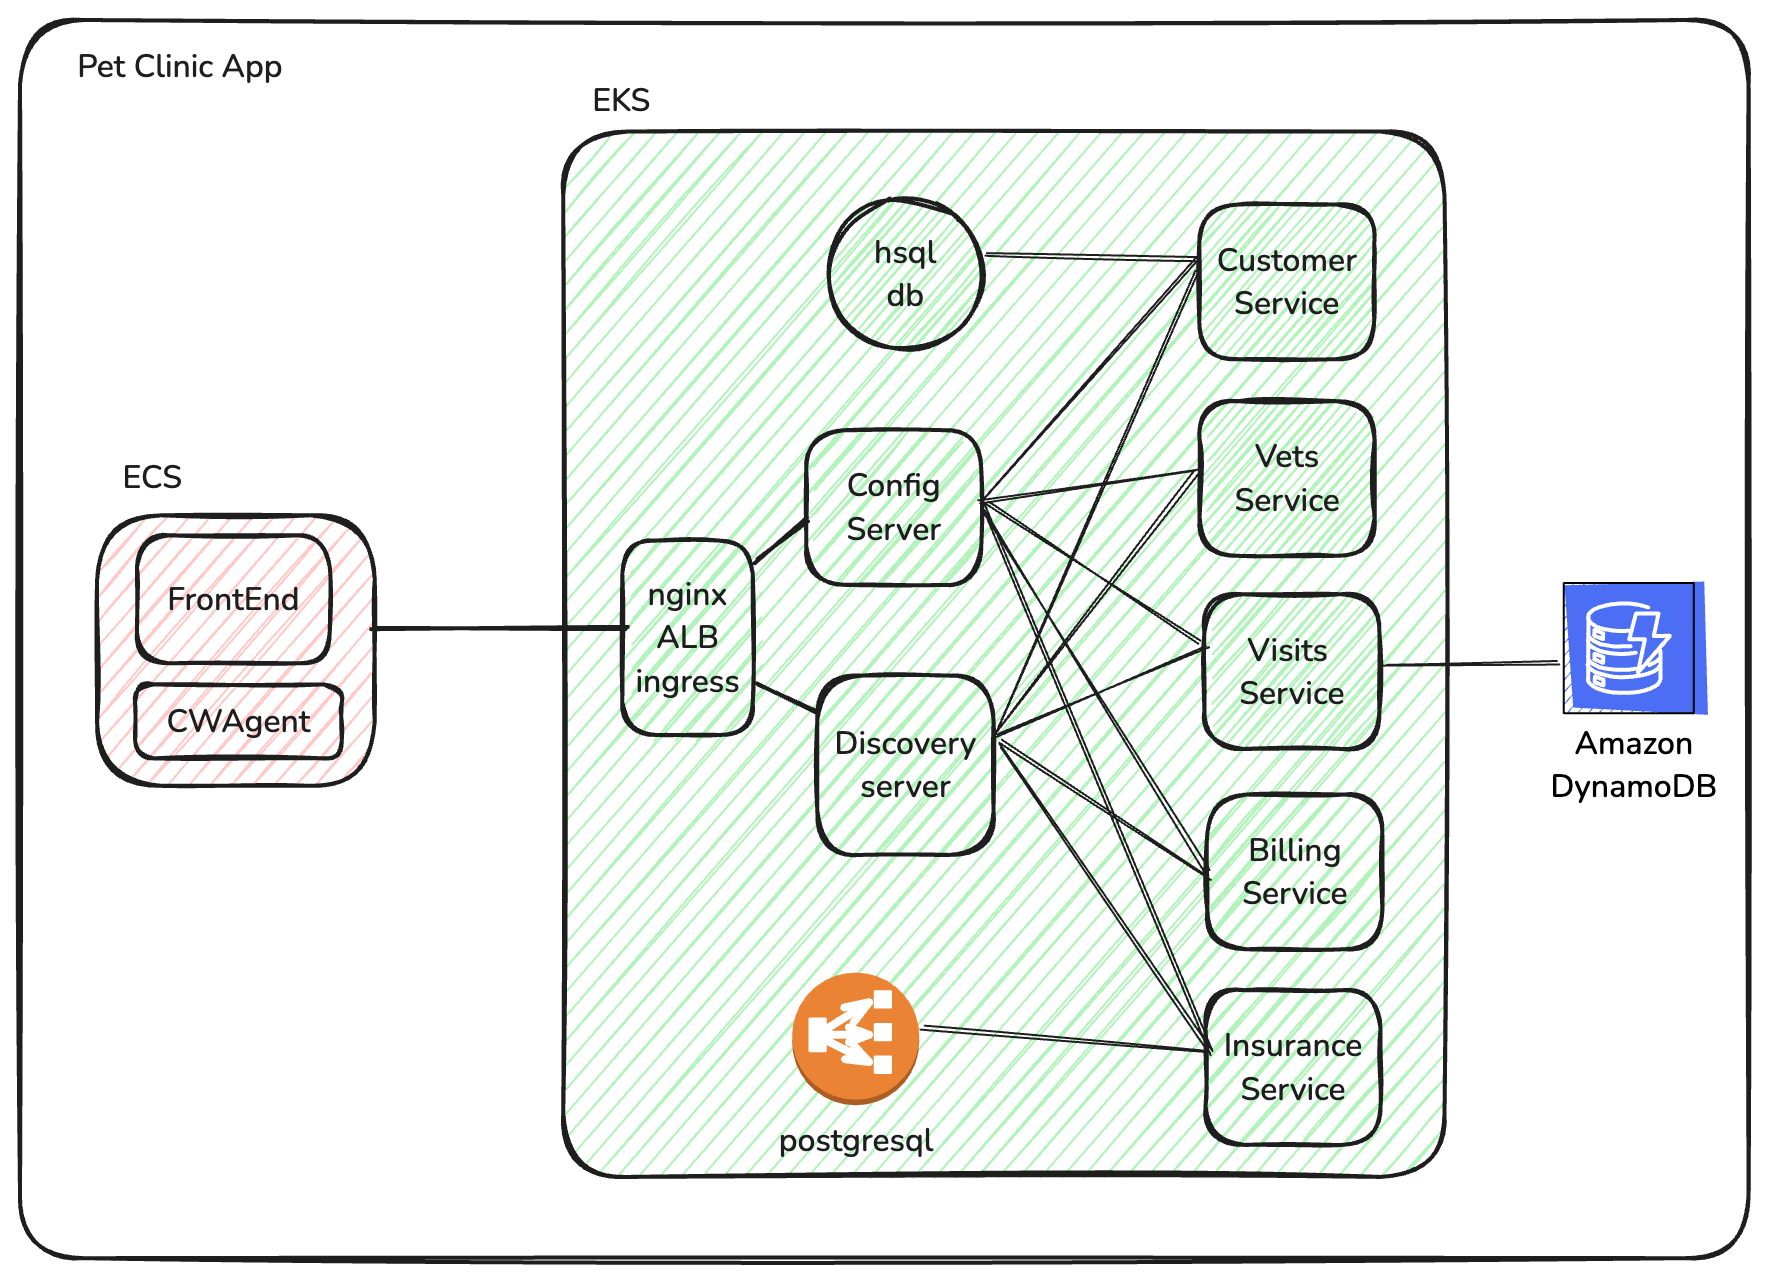 Pet Clinic App
EKS
hsql
db
Customer
Service
Config
Server
Vets
Service
ECS
FrontEnd
CWAgent
nginx
ALB
ingress
Discovery
server
Visits
Service
Amazon
DynamoDB
Billing
Service
Insurance
Service
postgresql